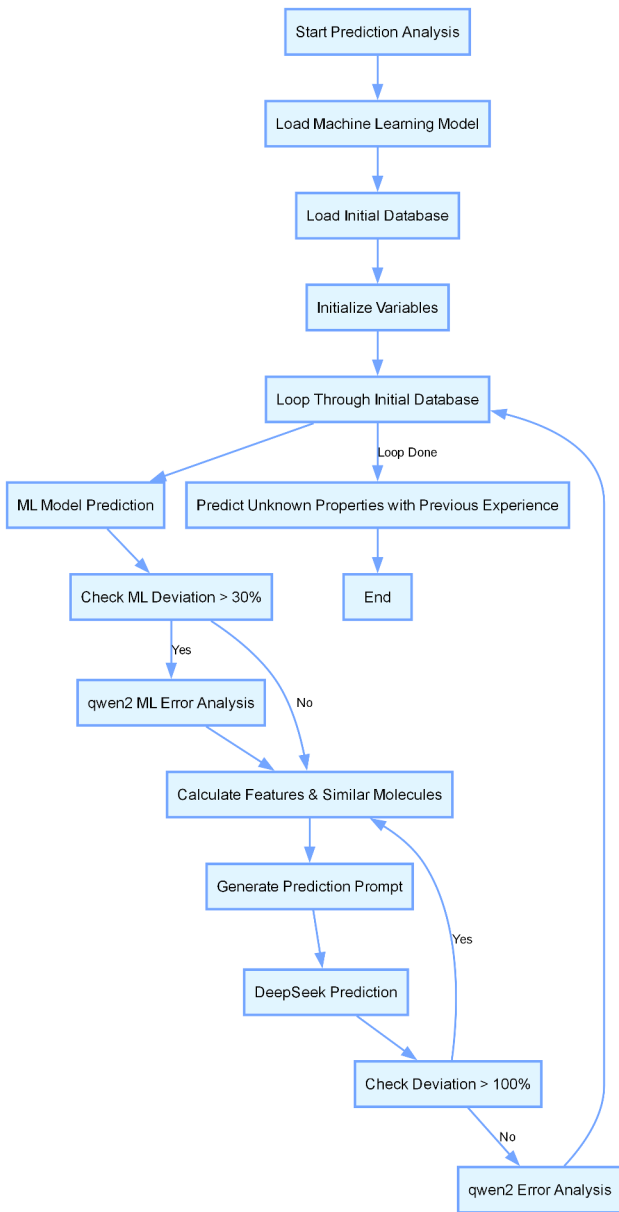 Start Prediction Analysis
Load Machine Learning Model
Load Initial Database
Initialize Variables
Loop Through Initial Database
Loop Done
ML Model Prediction
Predict Unknown Properties with Previous Experience
Check ML Deviation > 30%
End
Yes
qwen2 ML Error Analysis
No
Calculate Features & Similar Molecules
Generate Prediction Prompt
Yes
DeepSeek Prediction
Check Deviation > 100%
No
qwen2 Error Analysis